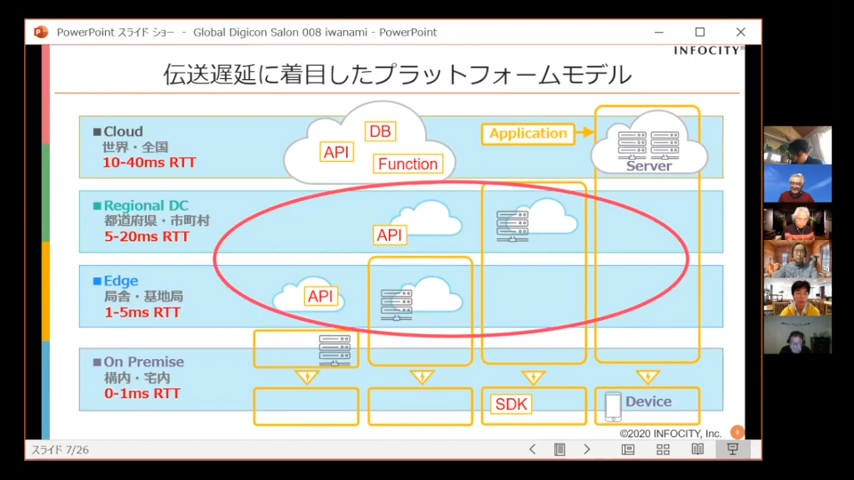 PowerPoint スライド ショー - Global Digicon Salon 008 iwanami - PowerPoint
INFOCITY
伝送遅延に着目したプラットフォームモデル
■Cloud
世界・全国
10-40ms RTT
DB
API
Function
Application
Server
■Regional DC
都道府県・市町村
5-20ms RTT
API
■Edge
局舎・基地局
1-5ms RTT
API
■On Premise
構内・宅内
0-1ms RTT
SDK
Device
©2020 INFOCITY, Inc.
スライド 7/26